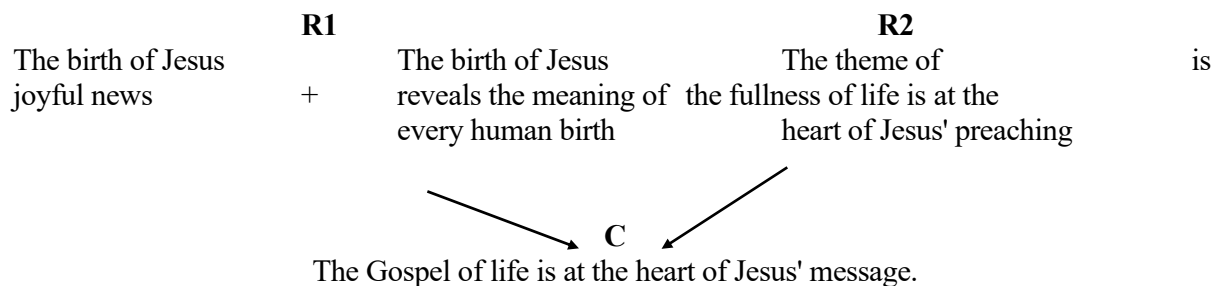 R1 R2
The birth of Jesus The birth of Jesus The theme of is
joyful news + reveals the meaning of the fullness of life is at the
every human birth heart of Jesus' preaching
C
The Gospel of life is at the heart of Jesus' message.